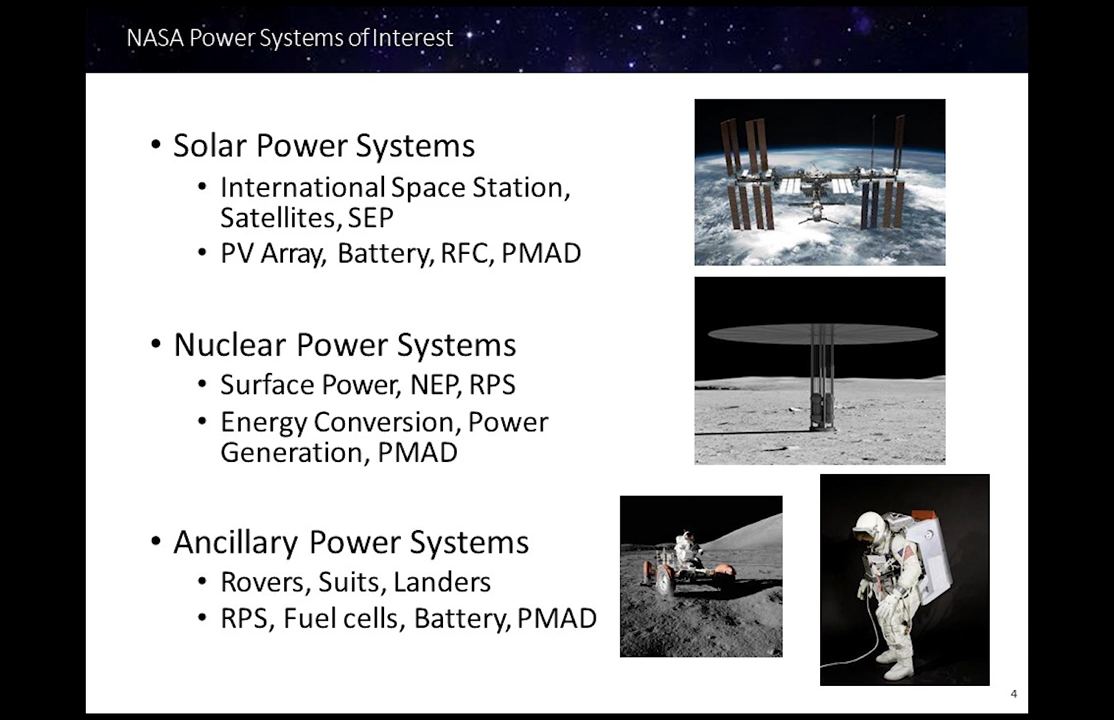 NASA Power Systems of Interest
• Solar Power Systems
• International Space Station,
Satellites, SEP
• PV Array, Battery, RFC, PMAD
• Nuclear Power Systems
• Surface Power, NEP, RPS
• Energy Conversion, Power
Generation, PMAD
• Ancillary Power Systems
• Rovers, Suits, Landers
• RPS, Fuel cells, Battery, PMAD
4